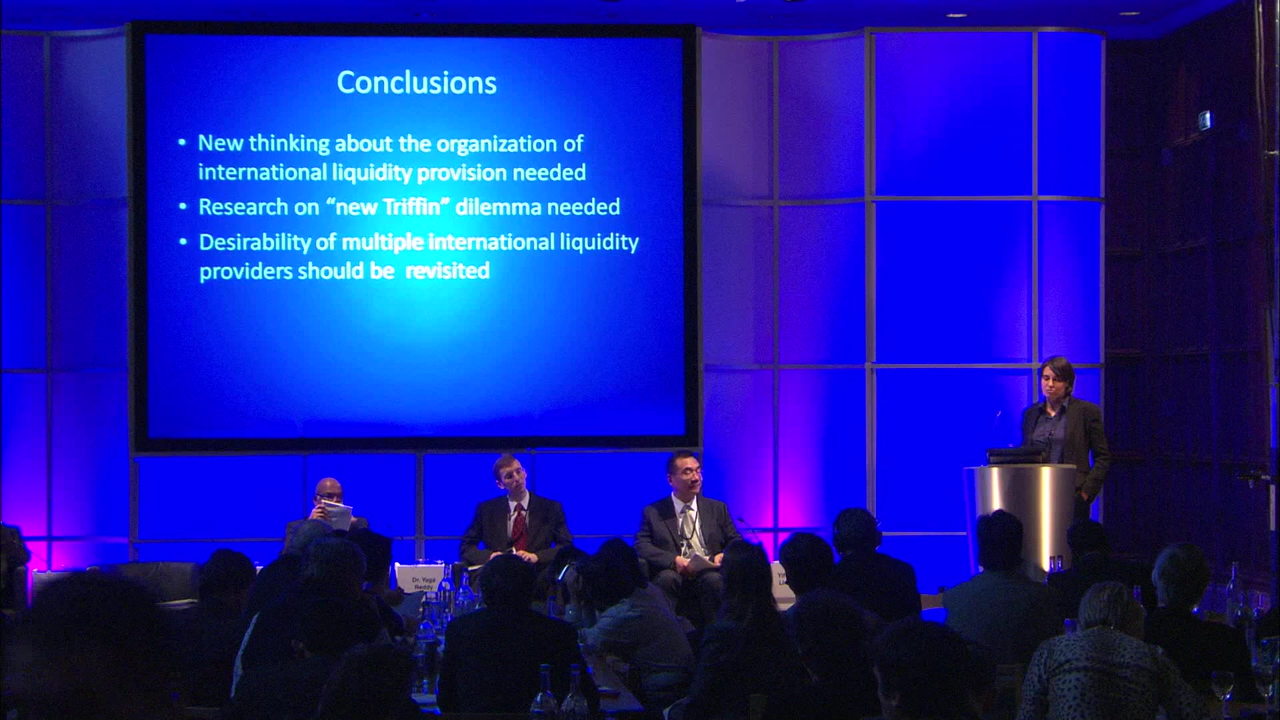 Conclusions
• New thinking about the organization of
international liquidity provision needed
• Research on “new Triffin” dilemma needed
• Desirability of multiple international liquidity
providers should be revisited
Dr. Yaga
Reddy